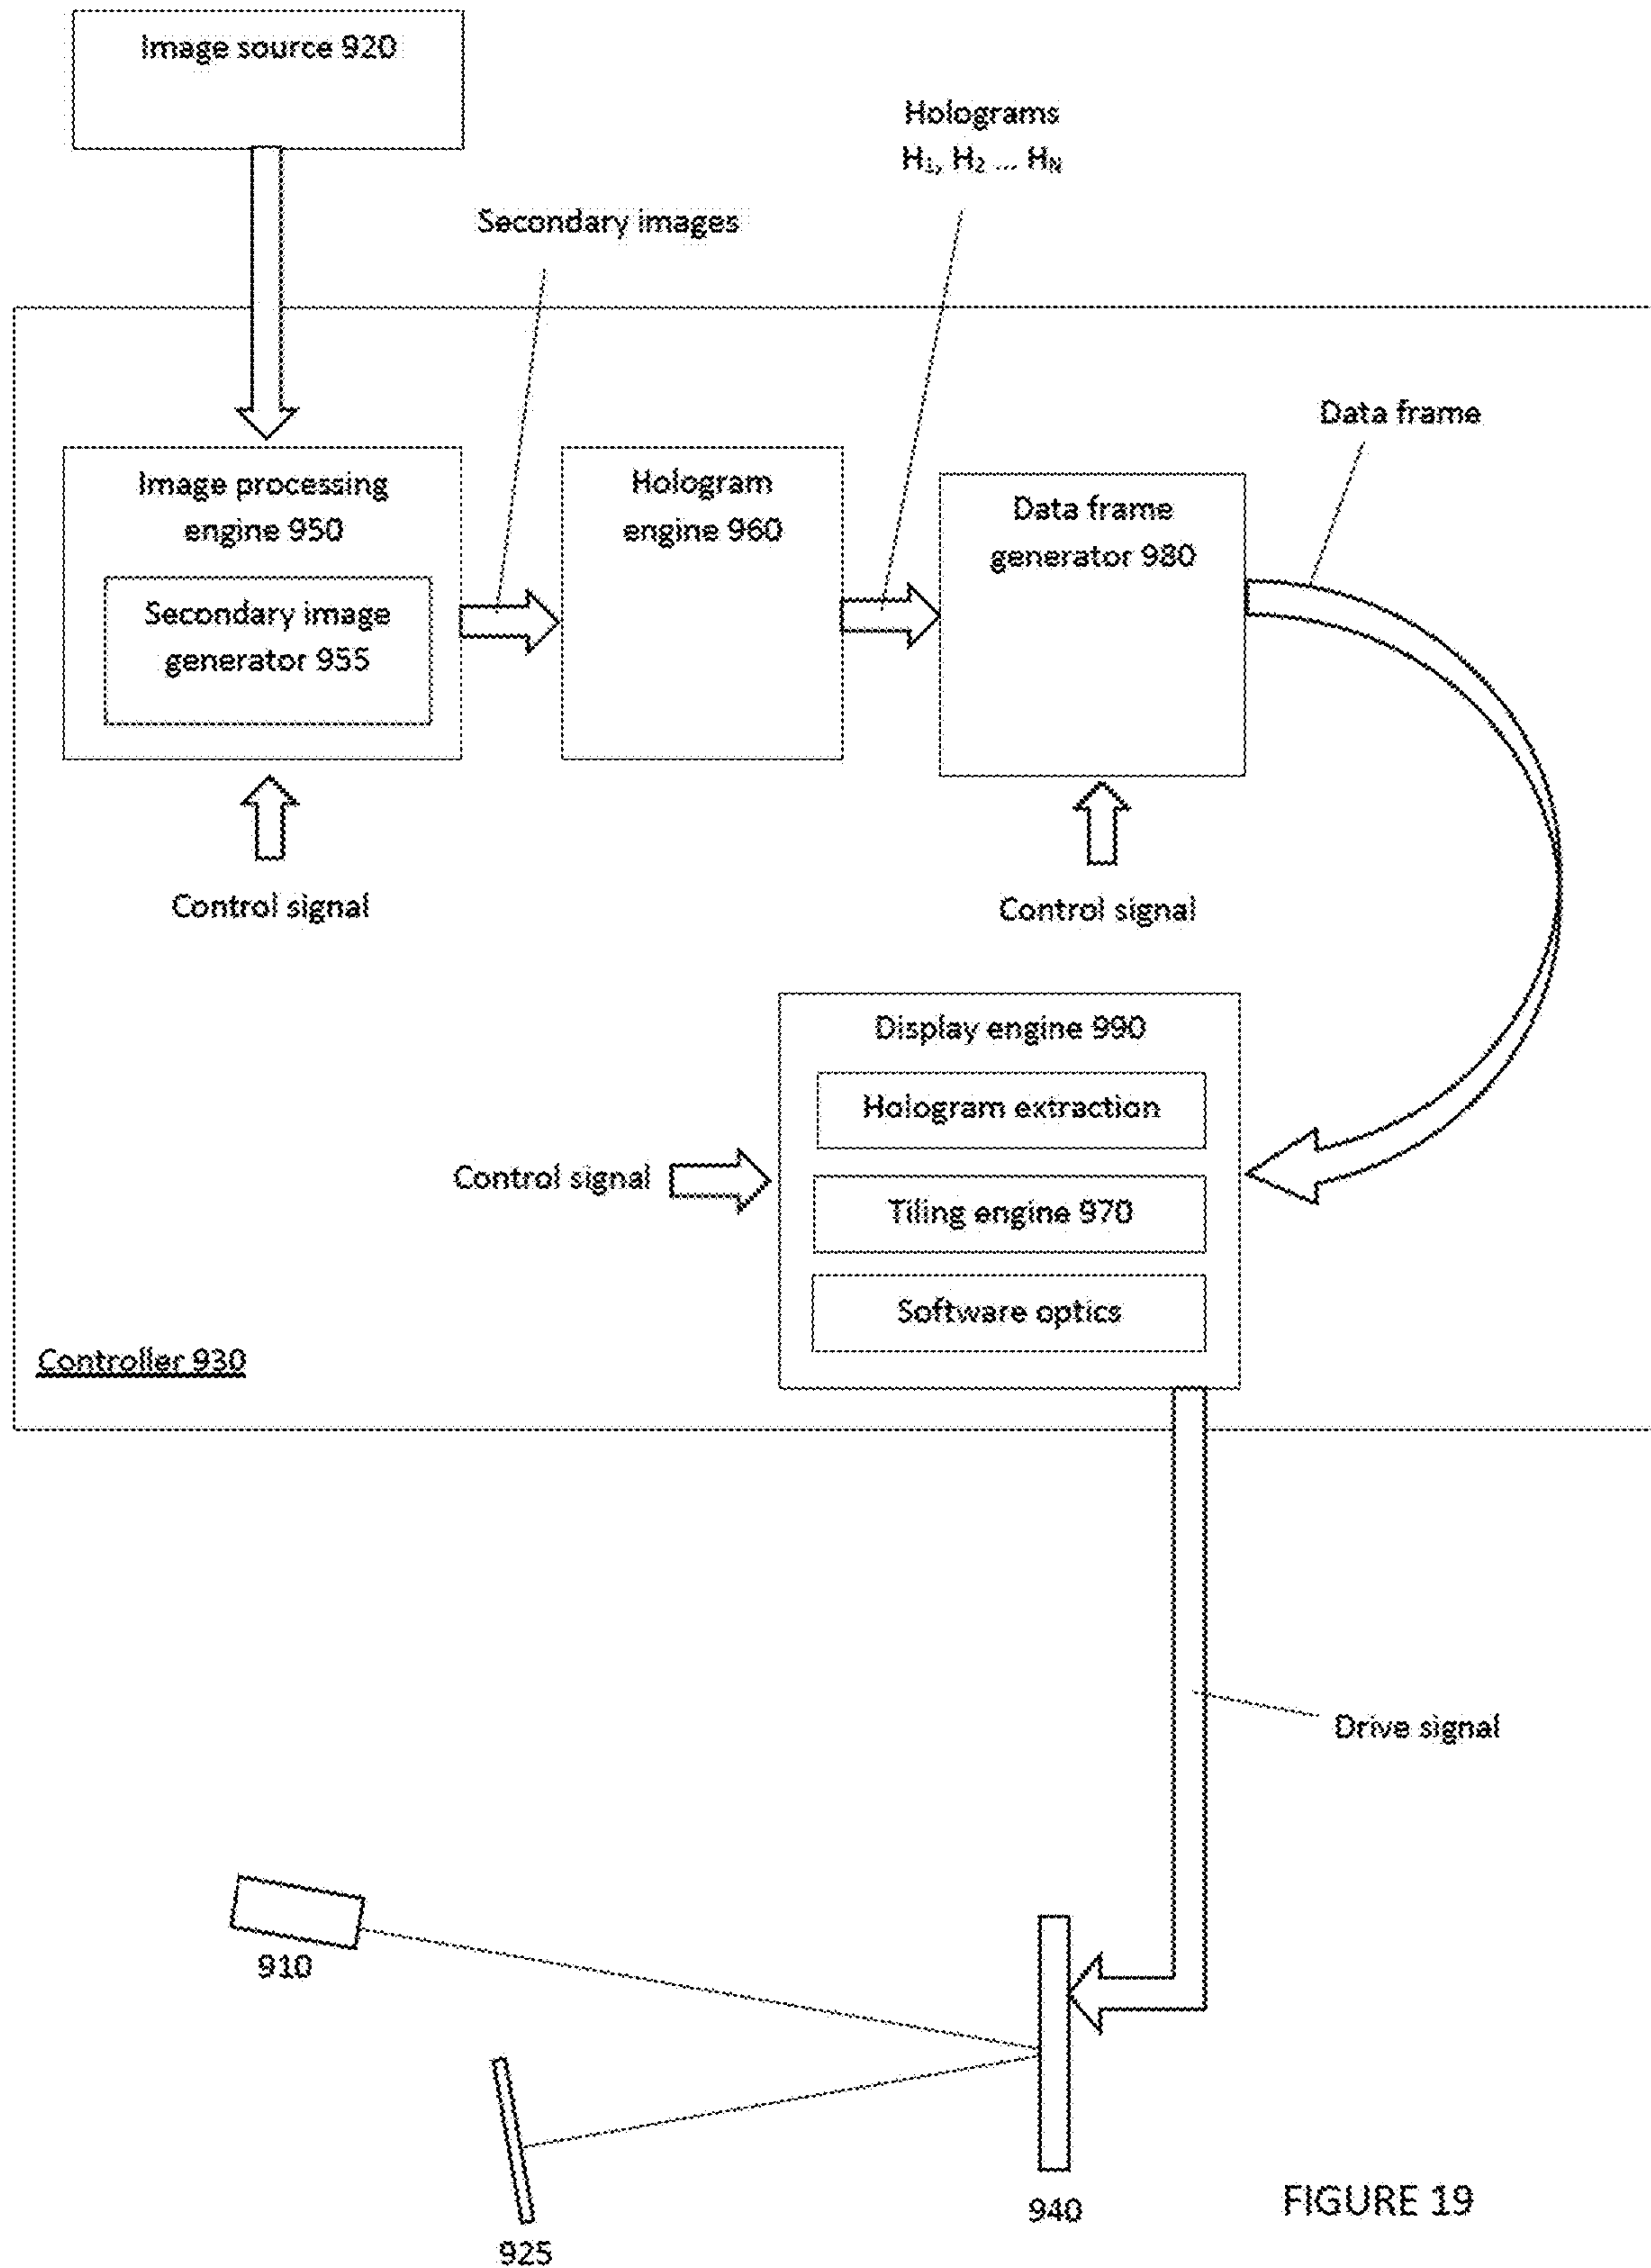 Image source 920
Holograms
H1, H2 ... HN
Secondary images
Data frame
Image processing
engine 950
Secondary image
generator 955
Hologram
engine 960
Data frame
generator 980
Control signal
Control signal
Display engine 990
Hologram extraction
Control signal
Tiling engine 970
Software optics
Controller 930
Drive signal
910
940
925
FIGURE 19